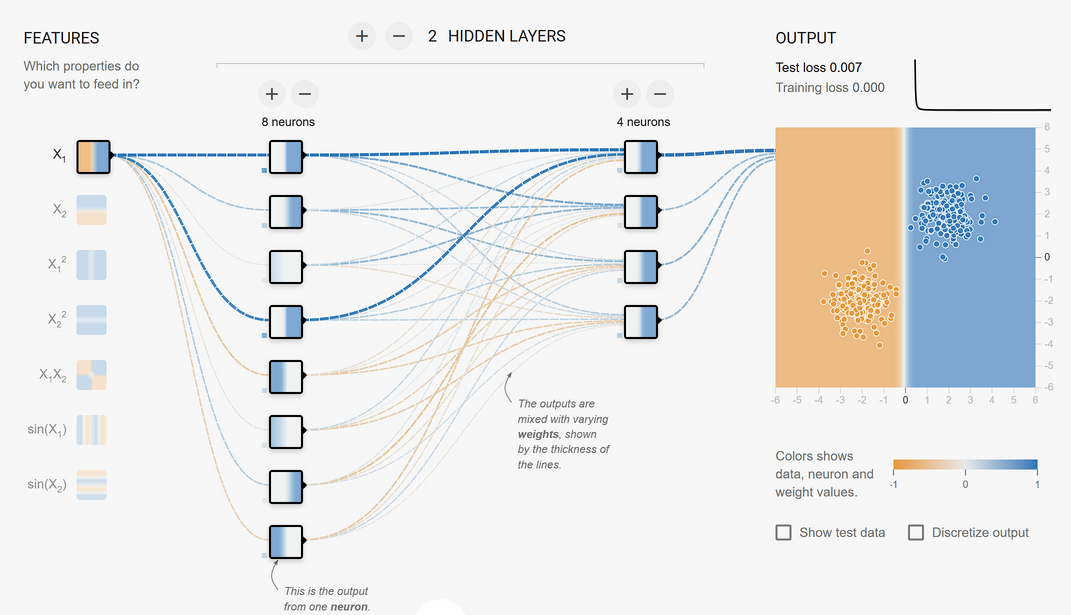 FEATURES
Which properties do
you want to feed in?
X1
X2
X1²
X2²
X1X2
sin(X1)
sin(X2)
+ − 2 HIDDEN LAYERS
+ −
8 neurons
+ −
4 neurons
The outputs are
mixed with varying
weights, shown
by the thickness of
the lines.
This is the output
from one neuron.
OUTPUT
Test loss 0.007
Training loss 0.000
6
5
4
3
2
1
0
-1
-2
-3
-4
-5
-6
-6 -5 -4 -3 -2 -1 0 1 2 3 4 5 6
Colors shows
data, neuron and
weight values.
-1 0 1
Show test data
Discretize output